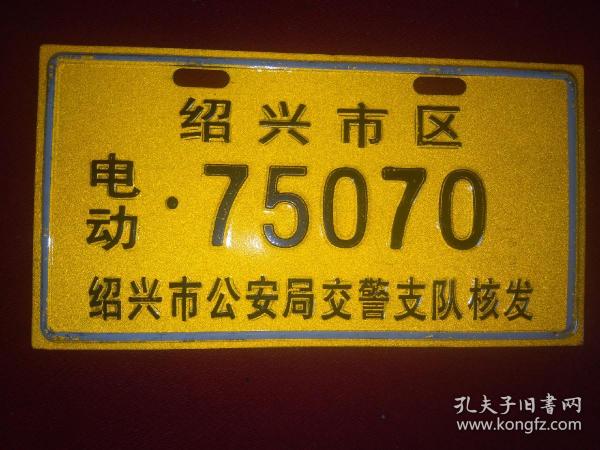 绍兴市区
电动·75070
绍兴市公安局交警支队核发
孔夫子旧书网
www.kongfz.com